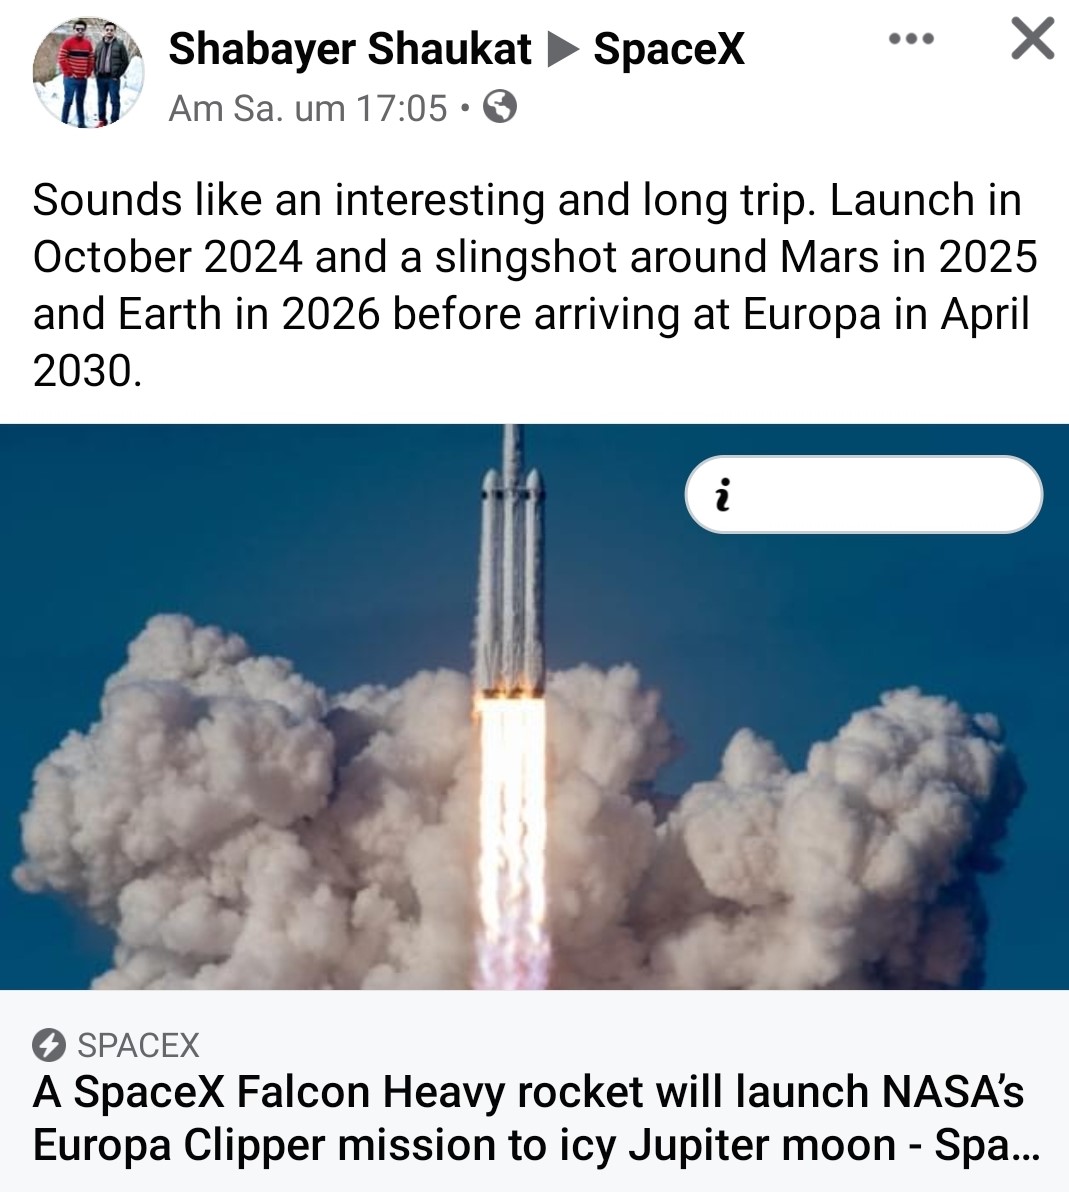 Shabayer Shaukat ▶ SpaceX
Am Sa. um 17:05 •
Sounds like an interesting and long trip. Launch in
October 2024 and a slingshot around Mars in 2025
and Earth in 2026 before arriving at Europa in April
2030.
i
SPACEX
A SpaceX Falcon Heavy rocket will launch NASA’s
Europa Clipper mission to icy Jupiter moon - Spa...